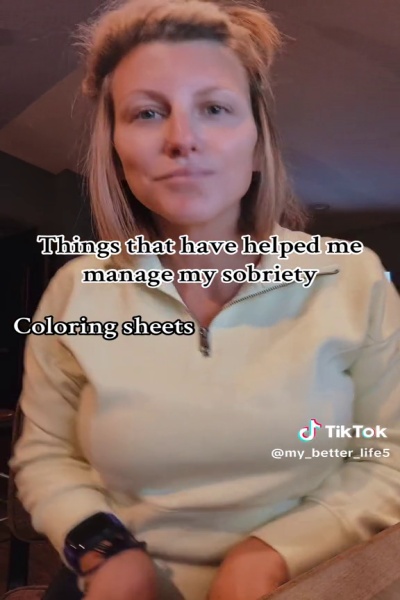 Things that have helped me
manage my sobriety
Coloring sheets
TikTok
@my_better_life5